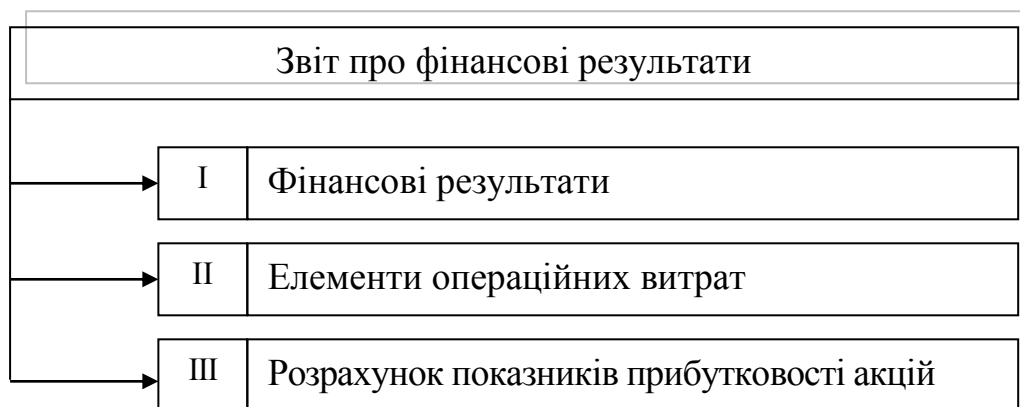 Звіт про фінансові результати
I Фінансові результати
II Елементи операційних витрат
III Розрахунок показників прибутковості акцій